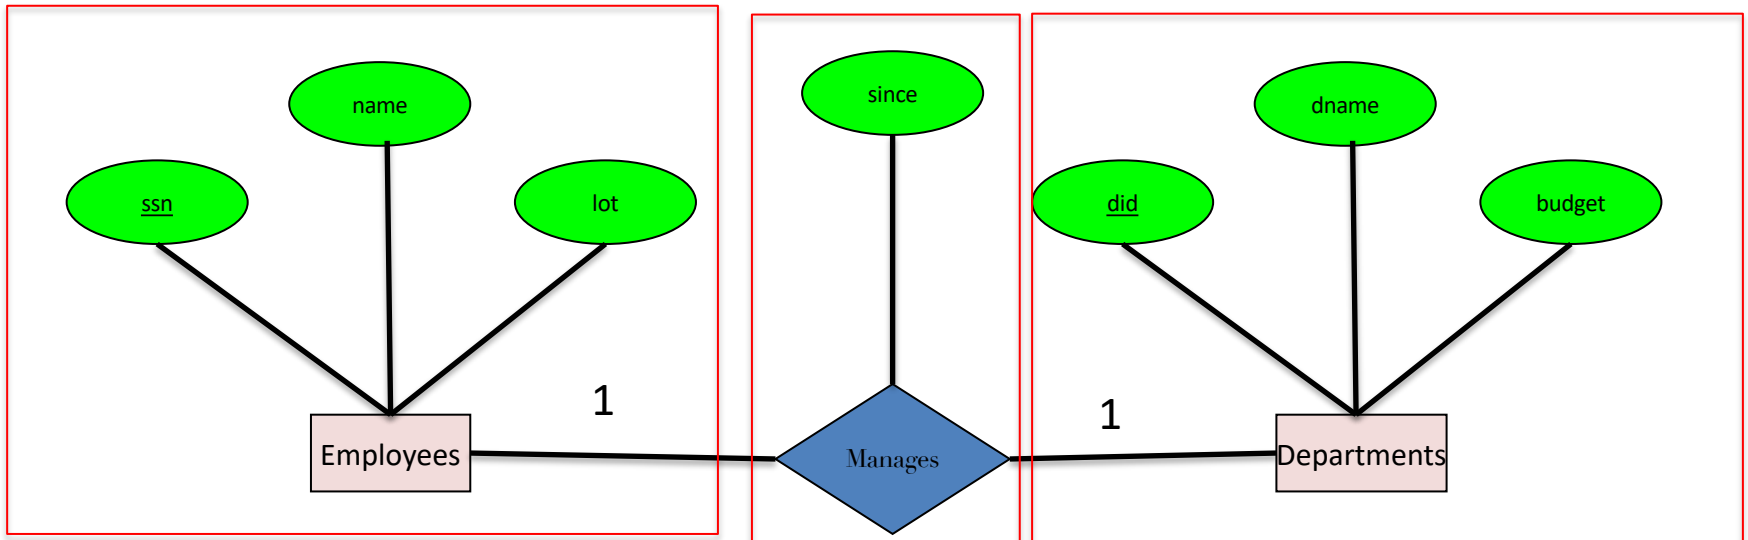 name
ssn
lot
1
Employees
since
Manages
dname
did
budget
1
Departments